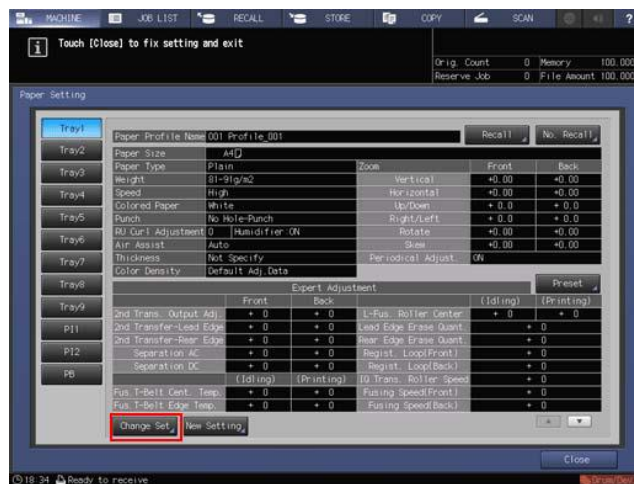 MACHINE JOB LIST RECALL STORE COPY SCAN ?
Touch [Close] to fix setting and exit
Orig. Count 0 Memory 100.000
Reserve Job 0 File Amount 100.000
Paper Setting
Tray1
Tray2
Tray3
Tray4
Tray5
Tray6
Tray7
Tray8
Tray9
PI1
PI2
PB
Paper Profile Name 001 Profile_001 Recall No. Recall
Paper Size A4
Paper Type Plain Zoom Front Back
Weight 81-91g/m2 Vertical +0.00 +0.00
Speed High Horizontal +0.00 +0.00
Colored Paper White Up/Down + 0.0 + 0.0
Punch No Hole-Punch Right/Left + 0.0 + 0.0
RU Curl Adjustment 0 Humidifier:ON Rotate +0.00 +0.00
Air Assist Auto Skew +0.00 +0.00
Thickness Not Specify Periodical Adjust. ON
Color Density Default Adj.Data
Expert Adjustment Preset
Front Back (Idling) (Printing)
2nd Trans. Output Adj. + 0 + 0 L-Fus. Roller Center + 0 + 0
2nd Transfer-Lead Edge + 0 + 0 Lead Edge Erase Quant. + 0
2nd Transfer-Rear Edge + 0 + 0 Rear Edge Erase Quant. + 0
Separation AC + 0 + 0 Regist. Loop(Front) + 0
Separation DC + 0 + 0 Regist. Loop(Back) + 0
(Idling) (Printing) IQ Trans. Roller Speed + 0
Fus.T-Belt Cent. Temp. + 0 + 0 Fusing Speed(Front) + 0
Fus.T-Belt Edge Temp. + 0 + 0 Fusing Speed(Back) + 0
Change Set New Setting
Close
18:34 Ready to receive Drum/Dev